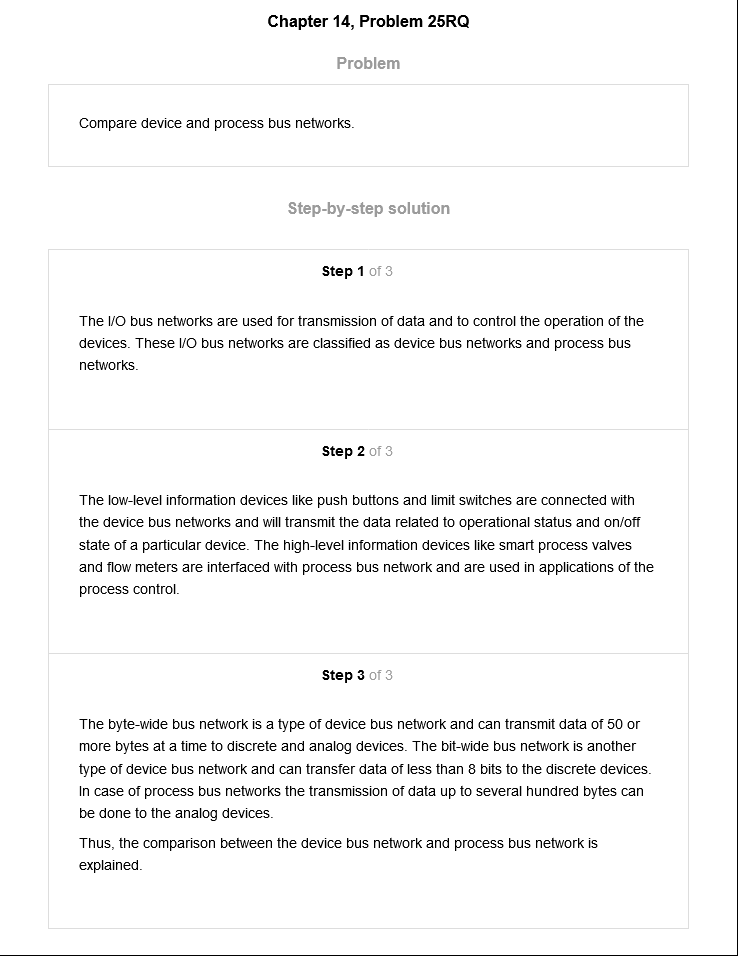 Chapter 14, Problem 25RQ
Problem
Compare device and process bus networks.
Step-by-step solution
Step 1 of 3
The I/O bus networks are used for transmission of data and to control the operation of the
devices. These I/O bus networks are classified as device bus networks and process bus
networks.
Step 2 of 3
The low-level information devices like push buttons and limit switches are connected with
the device bus networks and will transmit the data related to operational status and on/off
state of a particular device. The high-level information devices like smart process valves
and flow meters are interfaced with process bus network and are used in applications of the
process control.
Step 3 of 3
The byte-wide bus network is a type of device bus network and can transmit data of 50 or
more bytes at a time to discrete and analog devices. The bit-wide bus network is another
type of device bus network and can transfer data of less than 8 bits to the discrete devices.
In case of process bus networks the transmission of data up to several hundred bytes can
be done to the analog devices.
Thus, the comparison between the device bus network and process bus network is
explained.